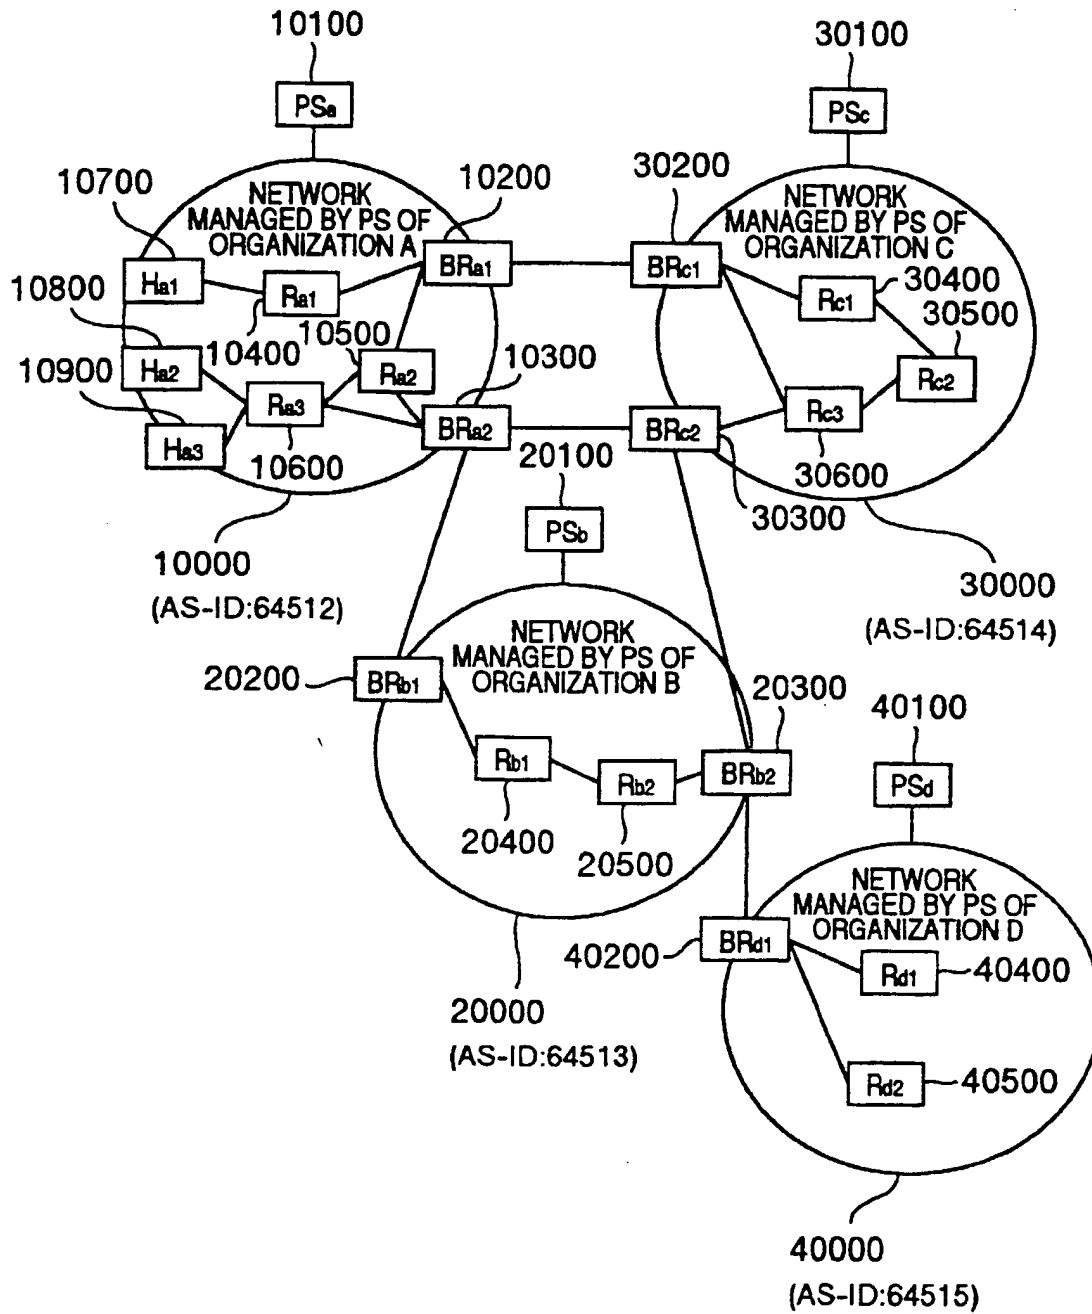 10100
30100
PSa
PSc
10700
10200
30200
NETWORK
MANAGED BY PS OF
ORGANIZATION A
NETWORK
MANAGED BY PS OF
ORGANIZATION C
Ha1
BRa1
BRc1
10800
Ra1
Rc1
30400
30500
10400
10500
10300
10900
Ha2
Ra2
Rc2
Ra3
Rc3
Ha3
BRa2
BRc2
10600
20100
30600
30300
PSb
10000
(AS-ID:64512)
30000
(AS-ID:64514)
NETWORK
MANAGED BY PS OF
ORGANIZATION B
20200
BRb1
20300
40100
Rb1
Rb2
BRb2
PSd
20400
20500
NETWORK
MANAGED BY PS OF
ORGANIZATION D
40200
BRd1
Rd1
40400
20000
(AS-ID:64513)
Rd2
40500
40000
(AS-ID:64515)